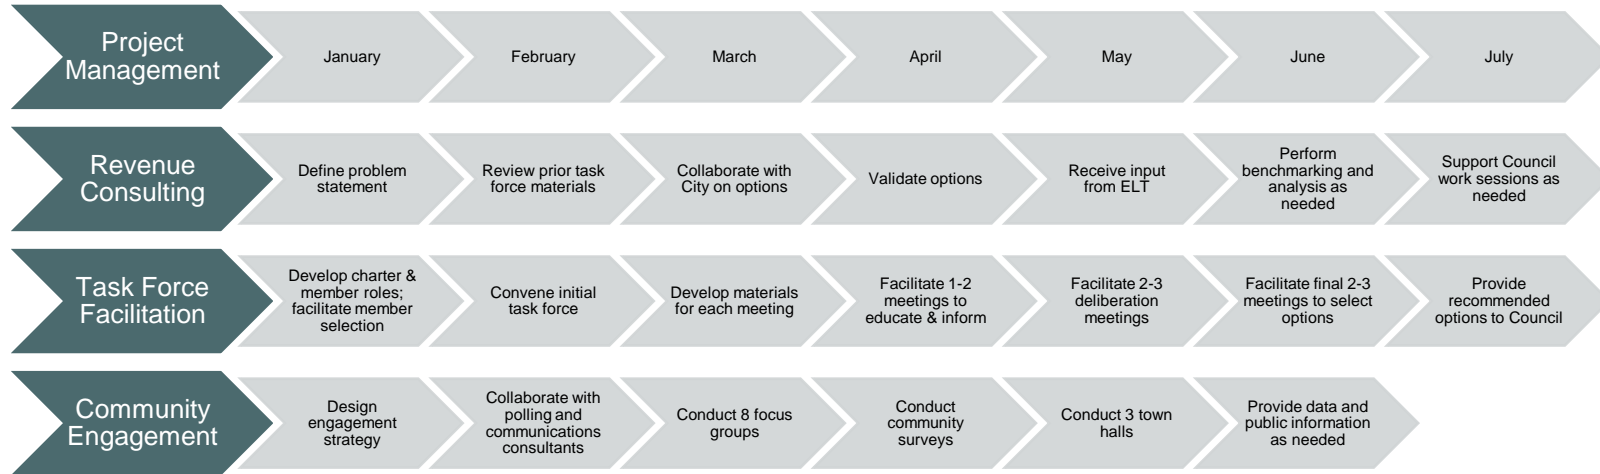 Project
Management
January
February
March
April
May
June
July
Revenue
Consulting
Define problem
statement
Review prior task
force materials
Collaborate with
City on options
Validate options
Receive input
from ELT
Perform
benchmarking and
analysis as
needed
Support Council
work sessions as
needed
Task Force
Facilitation
Develop charter &
member roles;
facilitate member
selection
Convene initial
task force
Develop materials
for each meeting
Facilitate 1-2
meetings to
educate & inform
Facilitate 2-3
deliberation
meetings
Facilitate final 2-3
meetings to select
options
Provide
recommended
options to Council
Community
Engagement
Design
engagement
strategy
Collaborate with
polling and
communications
consultants
Conduct 8 focus
groups
Conduct
community
surveys
Conduct 3 town
halls
Provide data and
public information
as needed